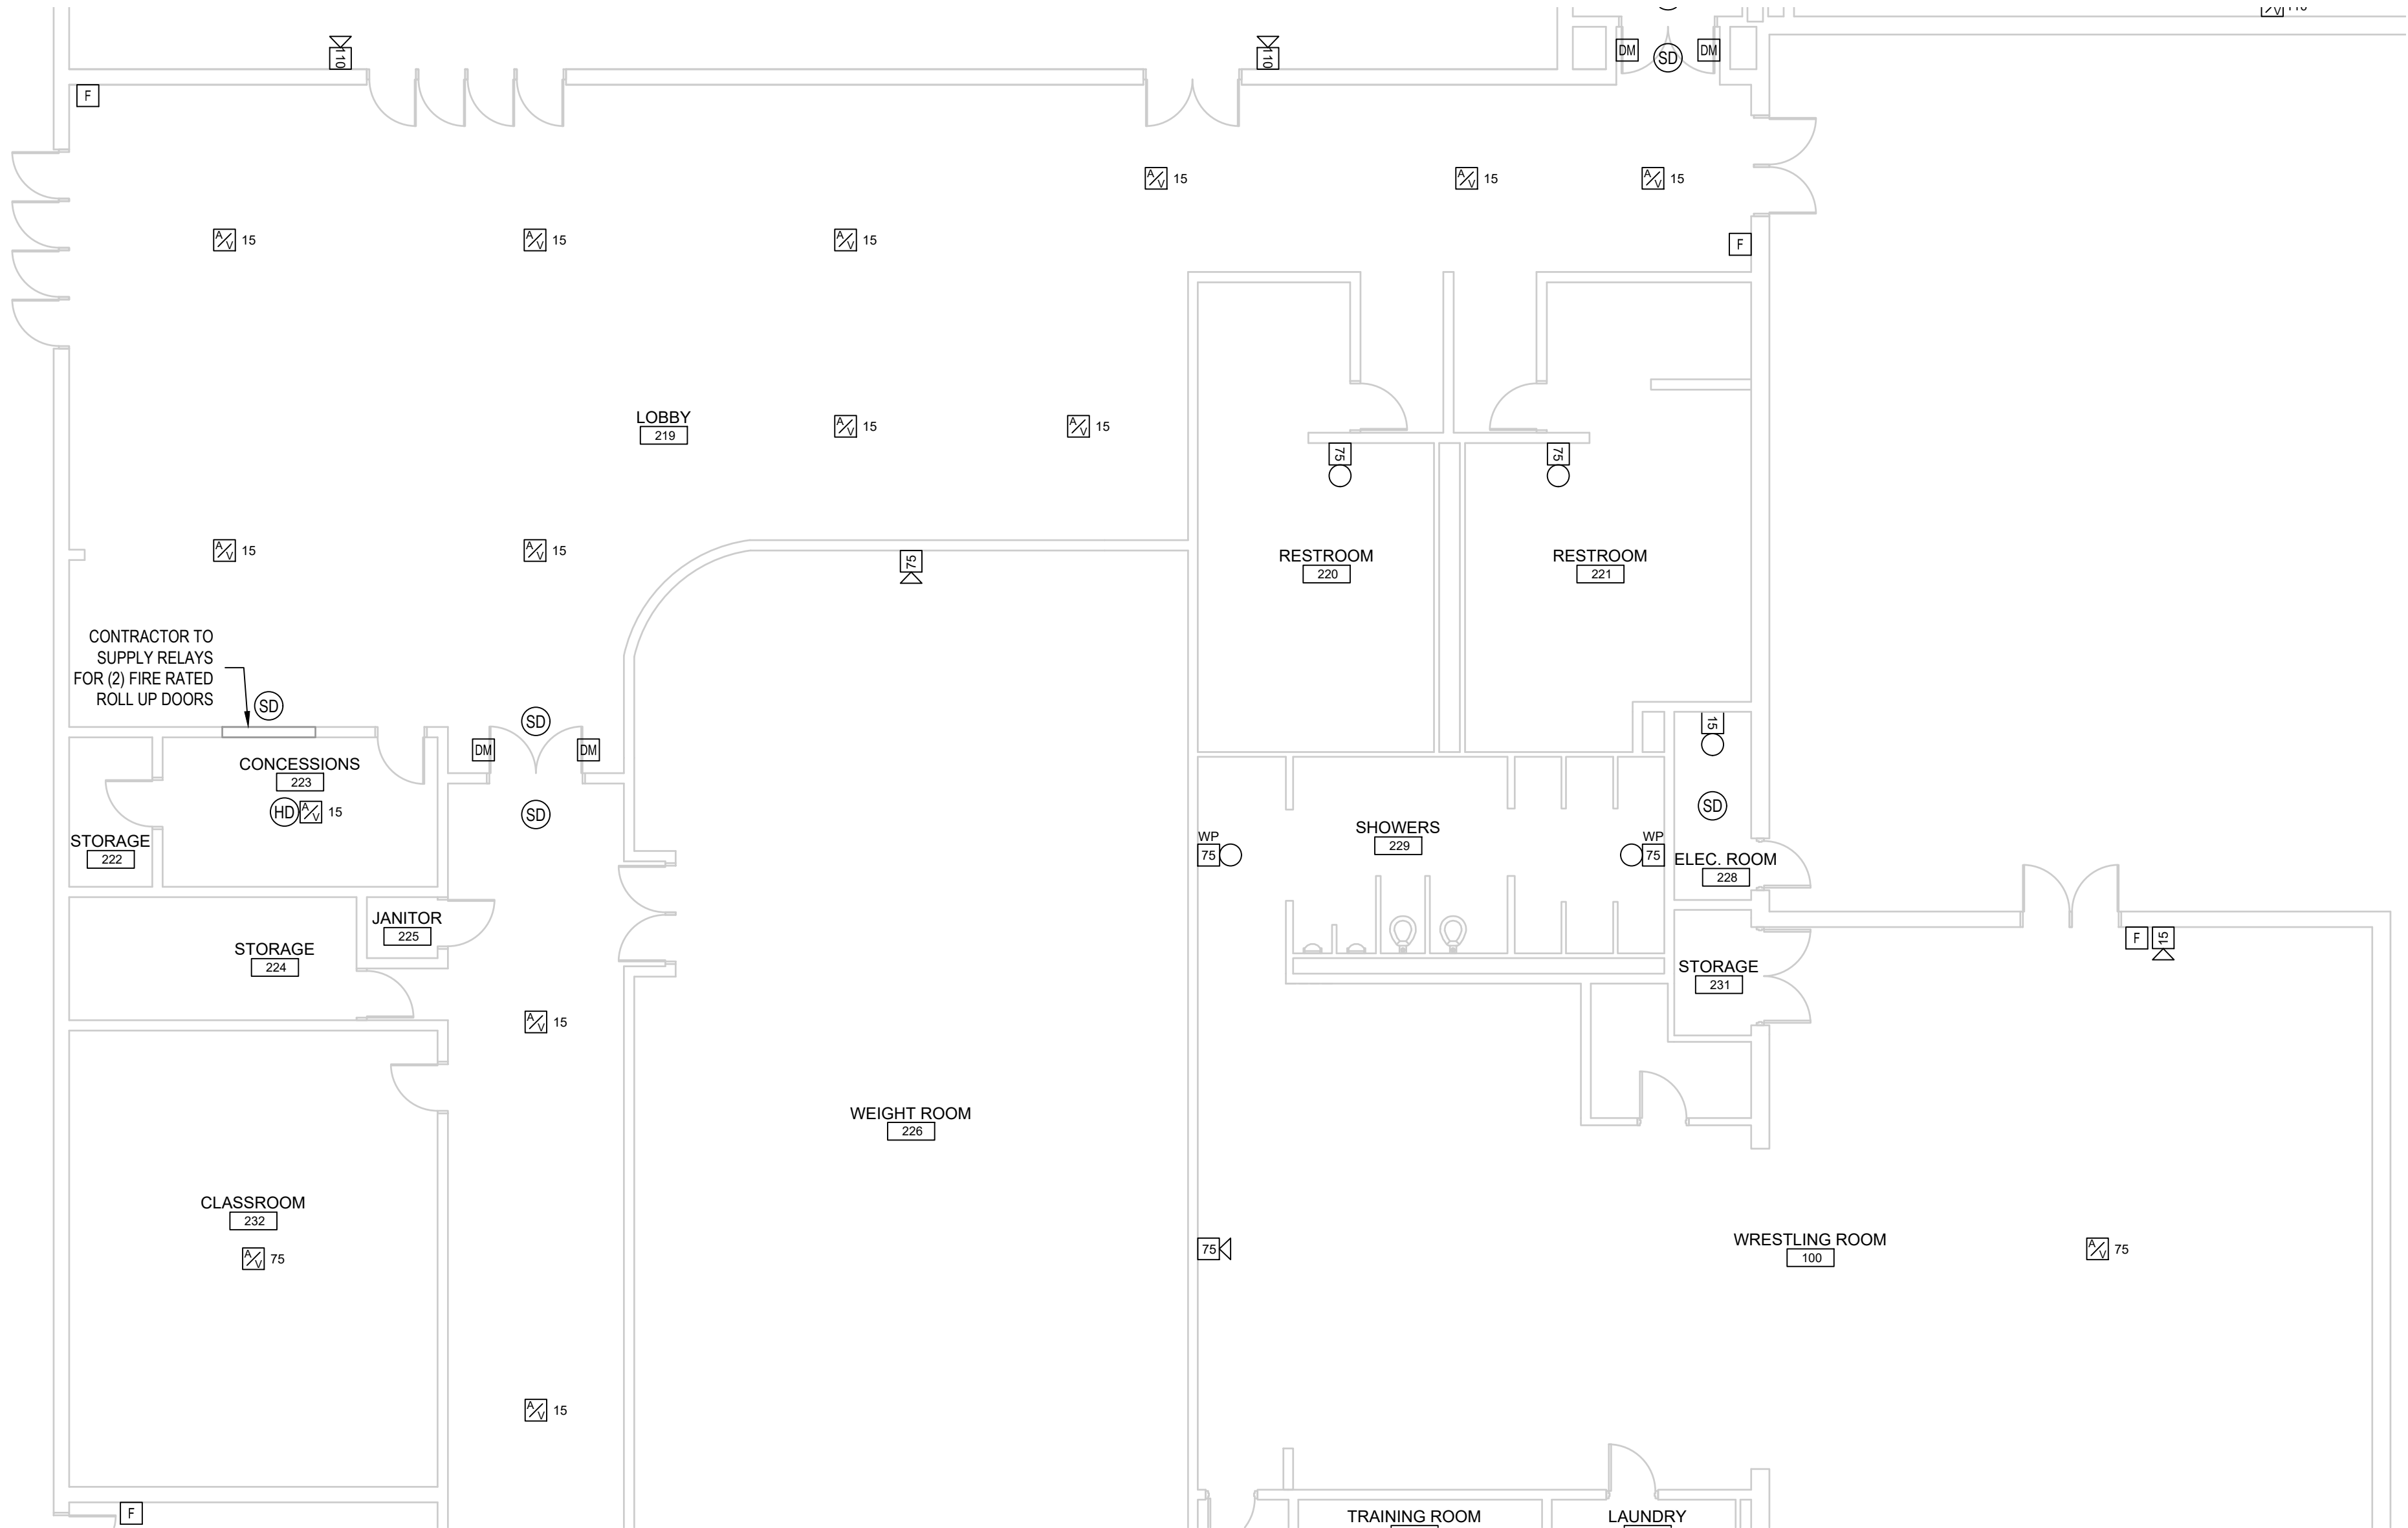 110
110
DM
SD
DM
A/V
F
A/V 15
A/V 15
A/V 15
A/V 15
A/V 15
A/V 15
F
LOBBY
219
A/V 15
A/V 15
75
75
A/V 15
A/V 15
75
RESTROOM
220
RESTROOM
221
CONTRACTOR TO
SUPPLY RELAYS
FOR (2) FIRE RATED
ROLL UP DOORS
SD
SD
15
DM
DM
CONCESSIONS
223
HD A/V 15
SD
SD
STORAGE
222
SHOWERS
229
WP
75
WP
75
ELEC. ROOM
228
JANITOR
225
STORAGE
224
F
15
STORAGE
231
A/V 15
WEIGHT ROOM
226
CLASSROOM
232
A/V 75
75
WRESTLING ROOM
100
A/V 75
A/V 15
F
TRAINING ROOM
LAUNDRY